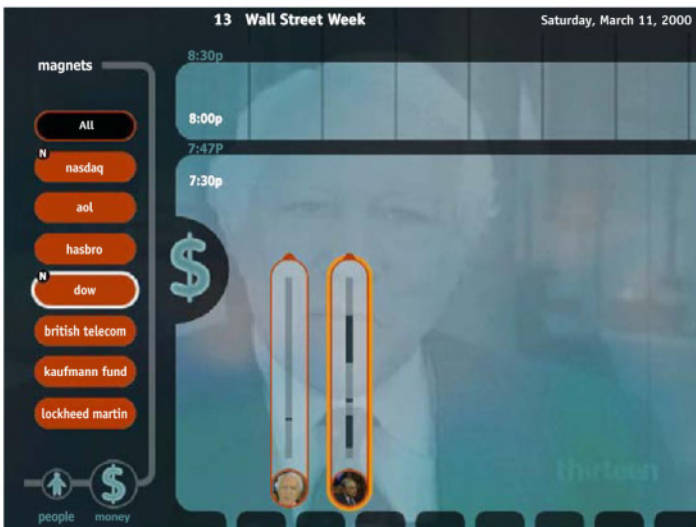 13 Wall Street Week
Saturday, March 11, 2000
magnets
8:30p
All
8:00p
7:47P
N
nasdaq
7:30p
aol
hasbro
$
N
dow
british telecom
kaufmann fund
lockheed martin
thirteen
$
people
money